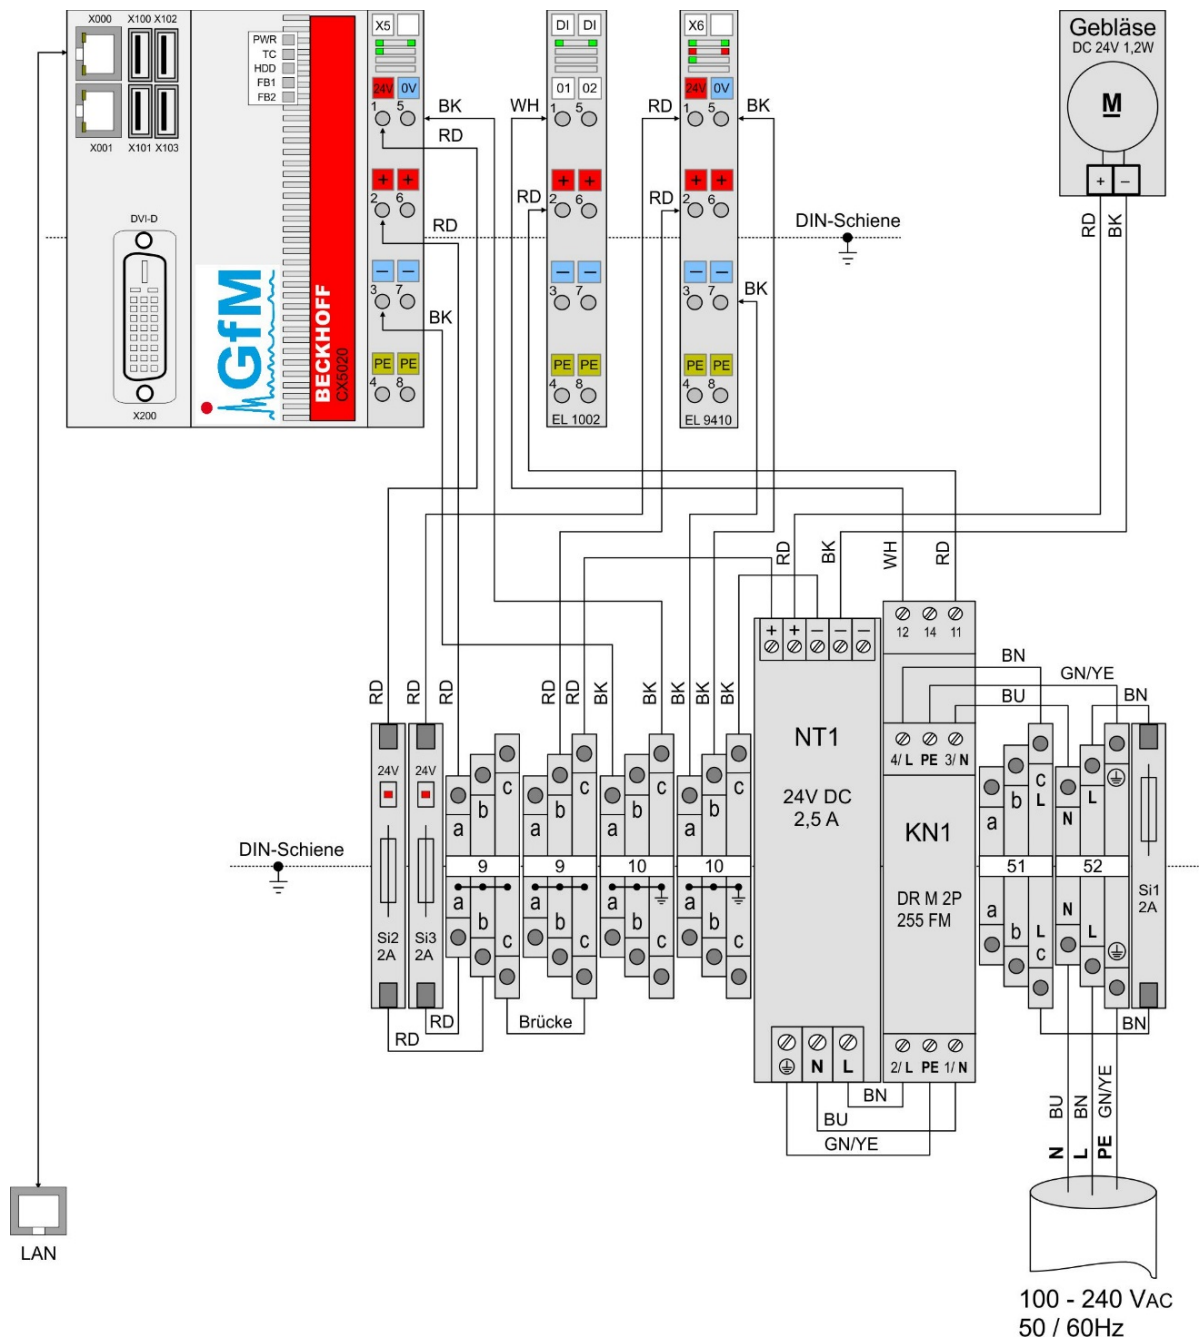 X000 X100 X102
X5
DI DI
X6
Gebläse
DC 24V 1,2W
PWR
TC
HDD
FB1
FB2
24V 0V
01 02
24V 0V
M
X001 X101 X103
1 5
BK
WH
1 5
RD
1 5
BK
RD
+ +
+ +
+ +
+ −
2 6
RD
2 6
RD
2 6
RD
BK
DVI-D
RD
DIN-Schiene
− −
− −
− −
3 7
BK
3 7
3 7
BK
GfM
BECKHOFF
CX5020
PE PE
PE PE
PE PE
4 8
4 8
4 8
X200
EL 1002
EL 9410
RD
RD
RD
RD
RD
BK
BK
BK
BK
BK
RD
BK
WH
RD
RD
RD
+ + − − −
12 14 11
BN
GN/YE
BU
BN
NT1
24V DC
2,5 A
4/ L PE 3/ N
KN1
DR M 2P
255 FM
24V
24V
a b c
a b c
a b c
a b c
a b C L
N L
DIN-Schiene
9
9
10
10
51
52
a b c
a b c
a b c
a b c
a b L C
N L
Si2
2A
Si3
2A
Si1
2A
RD
RD
Brücke
BN
N L
2/ L PE 1/ N
BN
BU
GN/YE
BU
BN
GN/YE
N
L
PE
LAN
100 - 240 VAC
50 / 60Hz